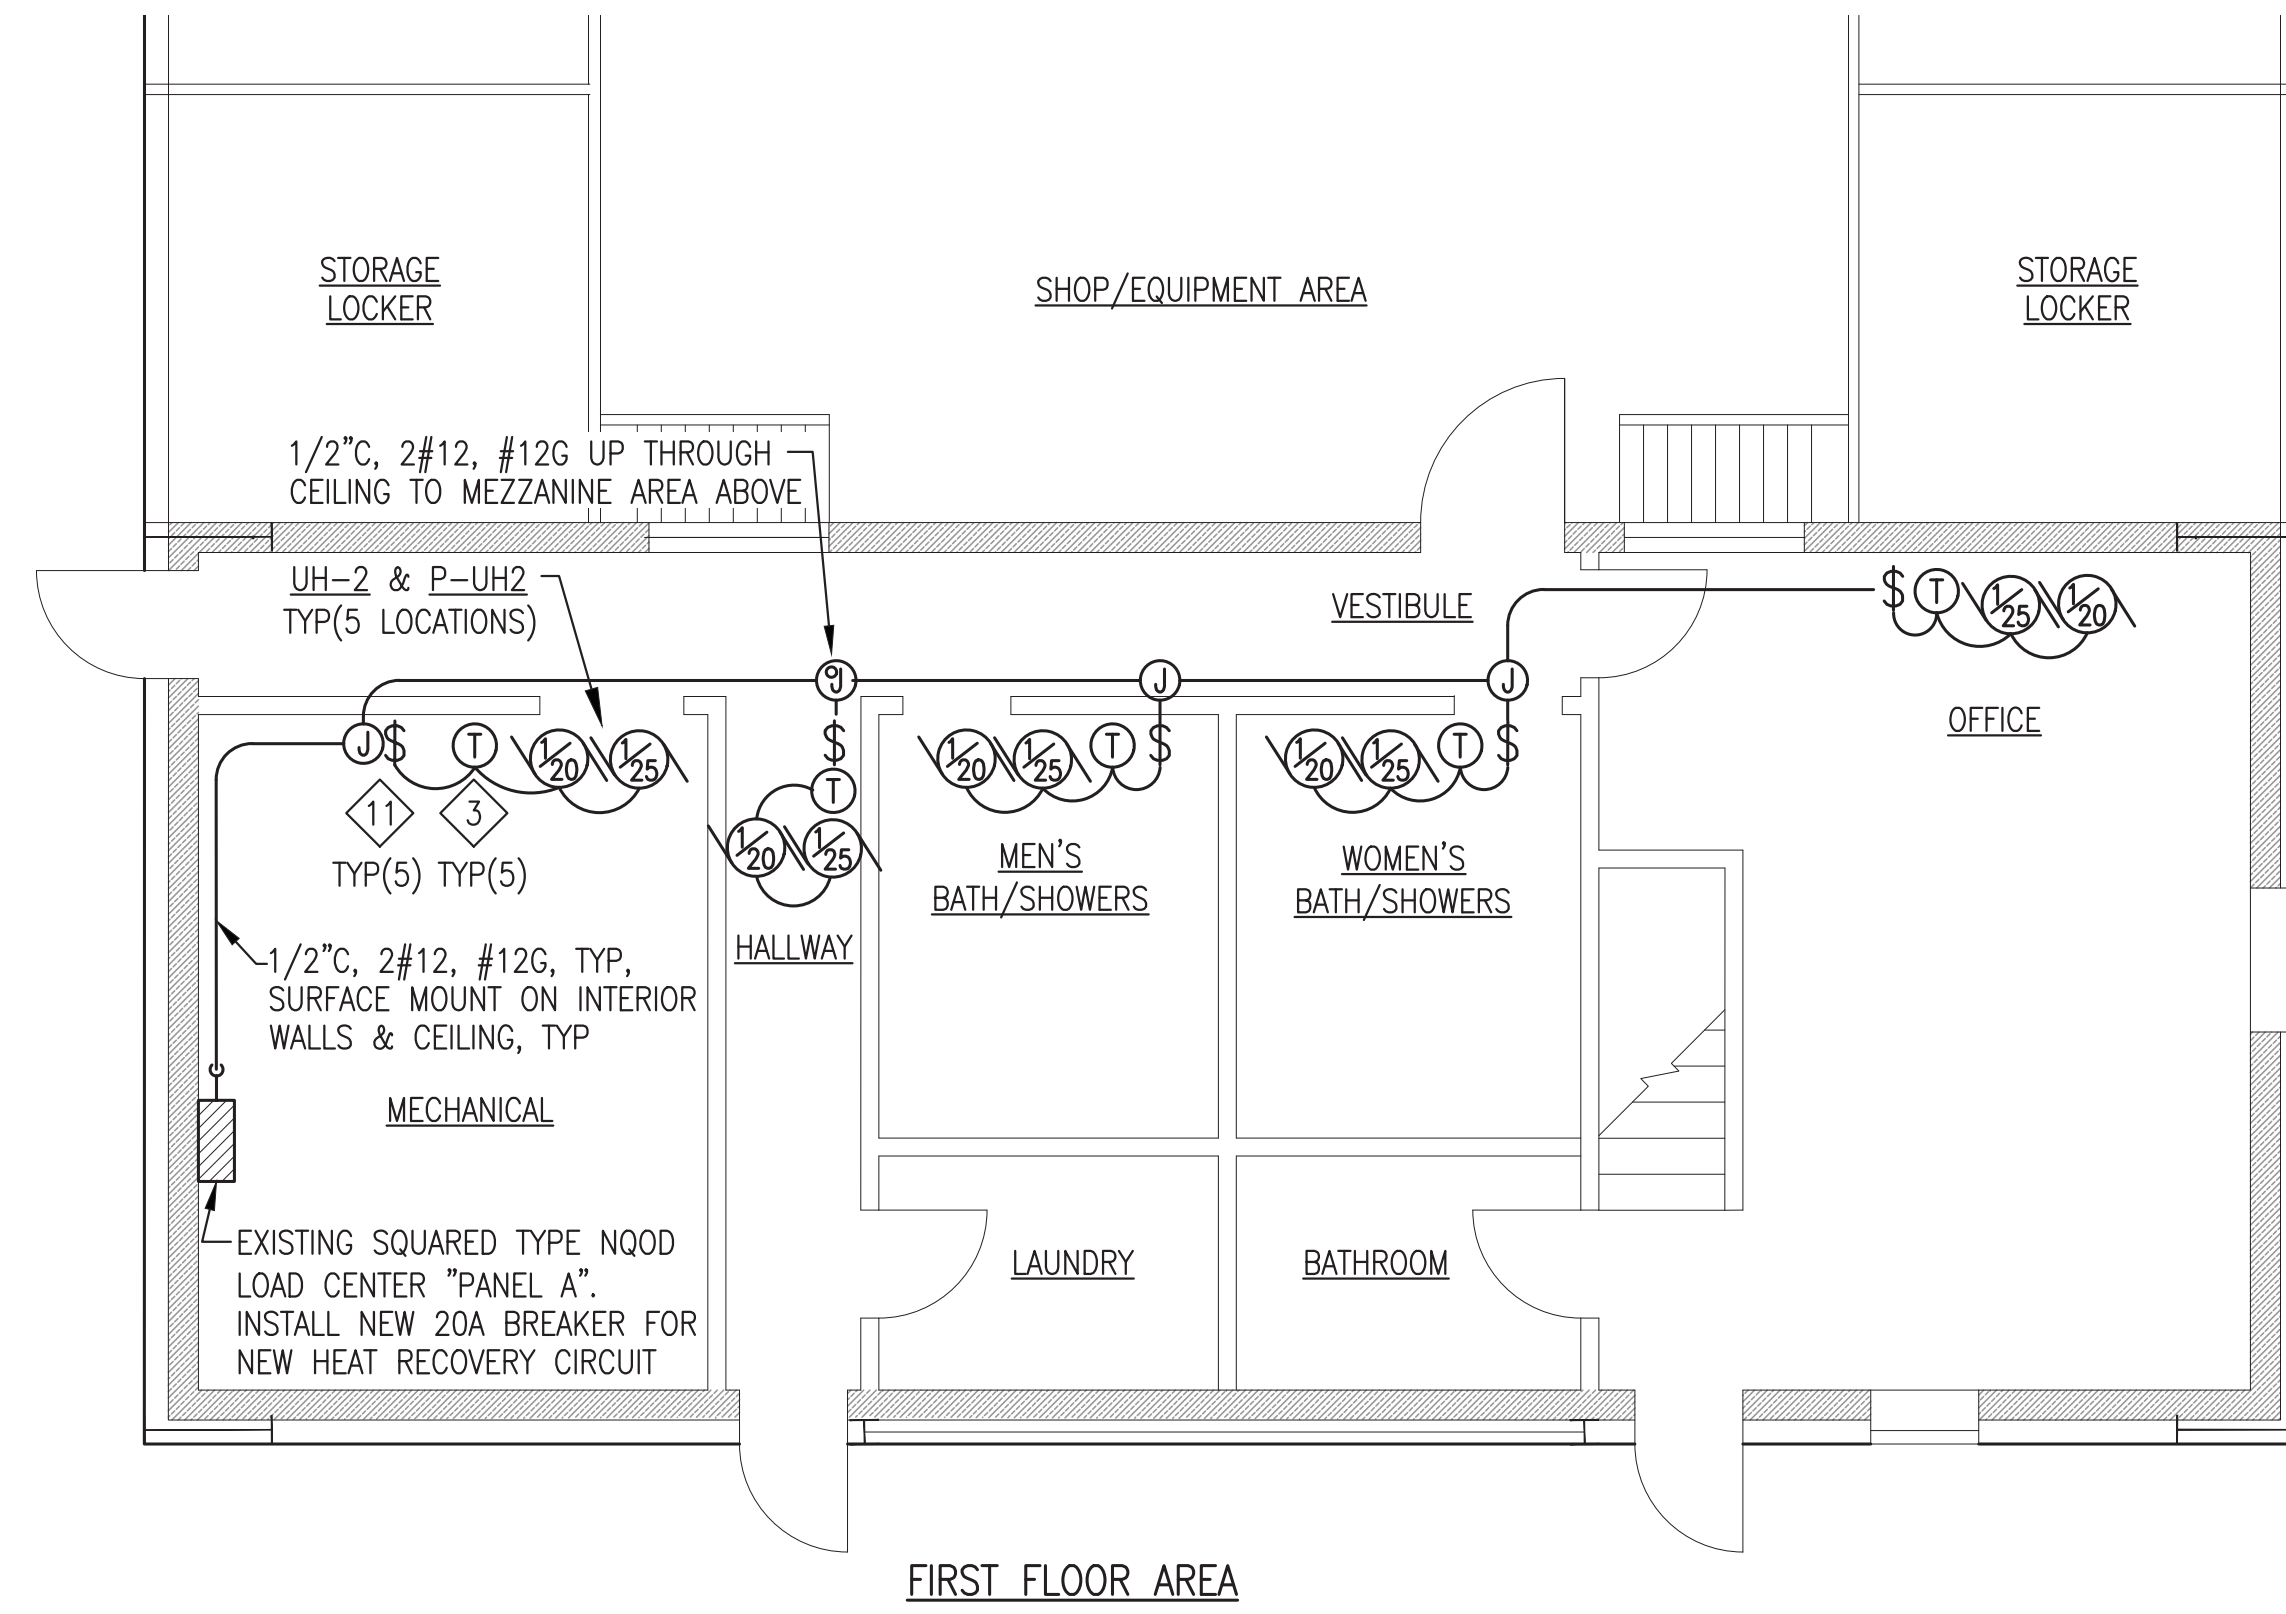 STORAGE
LOCKER
SHOP/EQUIPMENT AREA
STORAGE
LOCKER
1/2"C, 2#12, #12G UP THROUGH
CEILING TO MEZZANINE AREA ABOVE
UH-2 & P-UH2
TYP(5 LOCATIONS)
VESTIBULE
$ T 1/25 1/20
J
J
J
OFFICE
J $ T 1/20 1/25
$
T
1/20 1/25
1/20 1/25 T $
1/20 1/25 T $
11 3
TYP(5) TYP(5)
MEN'S
BATH/SHOWERS
WOMEN'S
BATH/SHOWERS
HALLWAY
1/2"C, 2#12, #12G, TYP,
SURFACE MOUNT ON INTERIOR
WALLS & CEILING, TYP
MECHANICAL
EXISTING SQUARED TYPE NQOD
LOAD CENTER "PANEL A".
INSTALL NEW 20A BREAKER FOR
NEW HEAT RECOVERY CIRCUIT
LAUNDRY
BATHROOM
FIRST FLOOR AREA